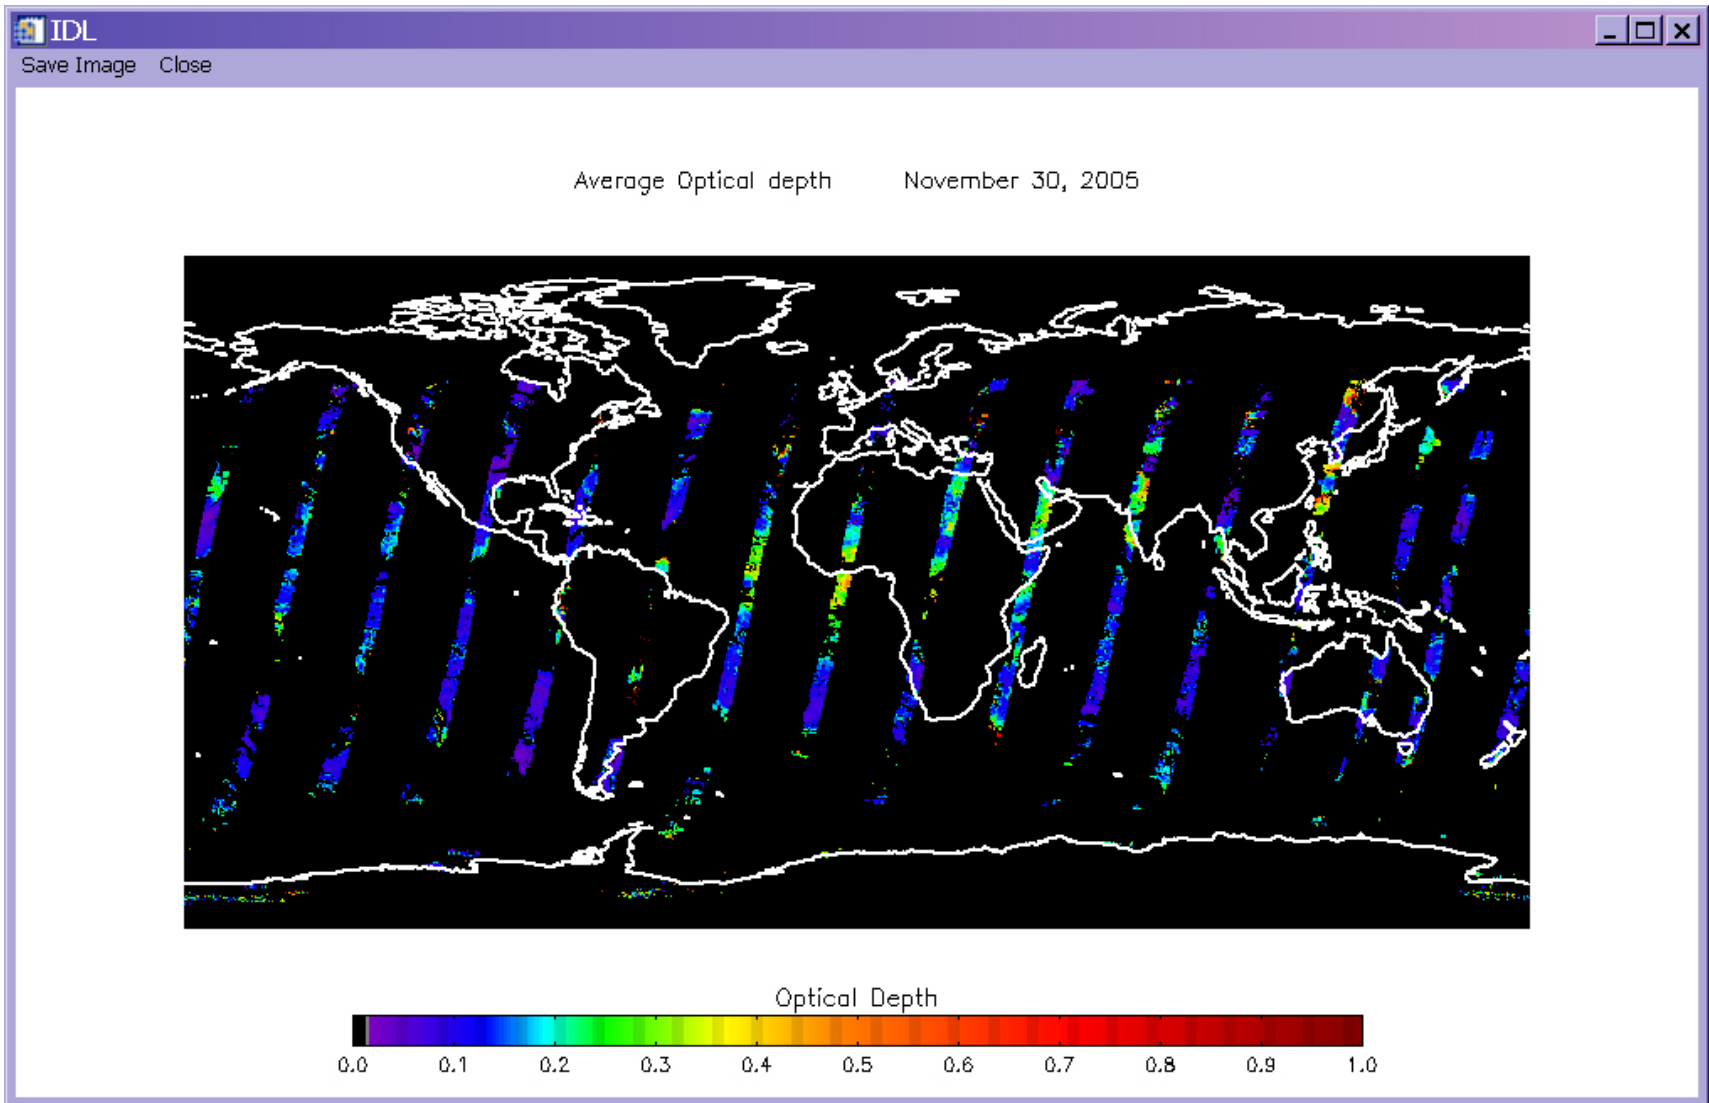 IDL
Save Image Close
Average Optical depth November 30, 2005
Optical Depth
0.0 0.1 0.2 0.3 0.4 0.5 0.6 0.7 0.8 0.9 1.0